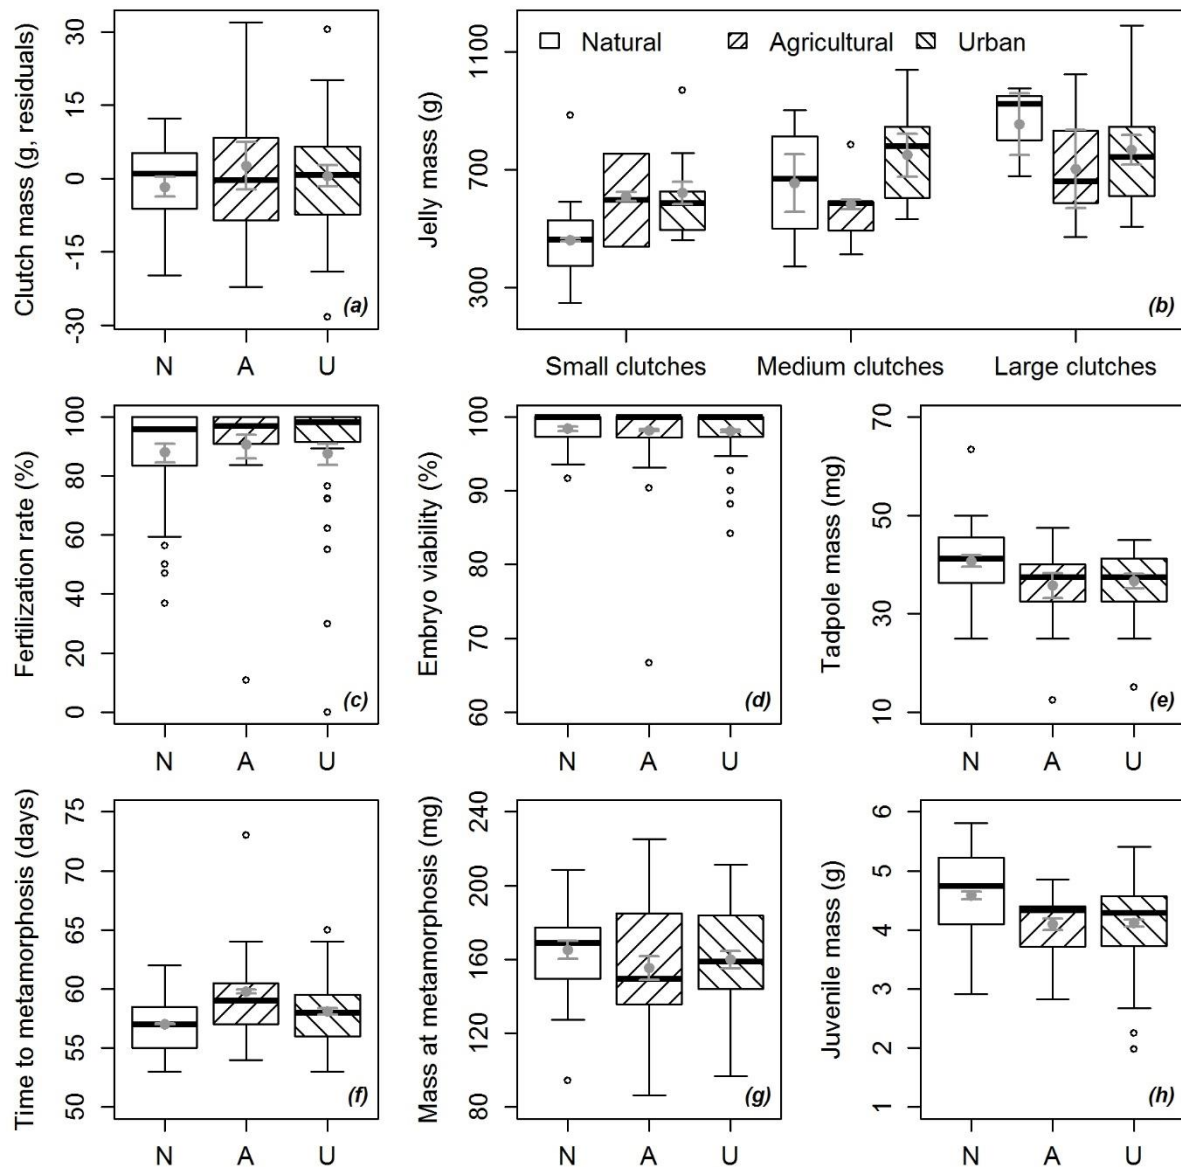 Clutch mass (g, residuals)
30
15
0
-15
-30
(a)
N A U
Jelly mass (g)
1100
700
300
Natural Agricultural Urban
(b)
Small clutches Medium clutches Large clutches
Fertilization rate (%)
100
80
60
40
20
0
(c)
N A U
Embryo viability (%)
100
90
80
70
60
(d)
N A U
Tadpole mass (mg)
70
50
30
10
(e)
N A U
Time to metamorphosis (days)
75
70
65
60
55
50
(f)
N A U
Mass at metamorphosis (mg)
240
200
160
120
80
(g)
N A U
Juvenile mass (g)
6
5
4
3
2
1
(h)
N A U